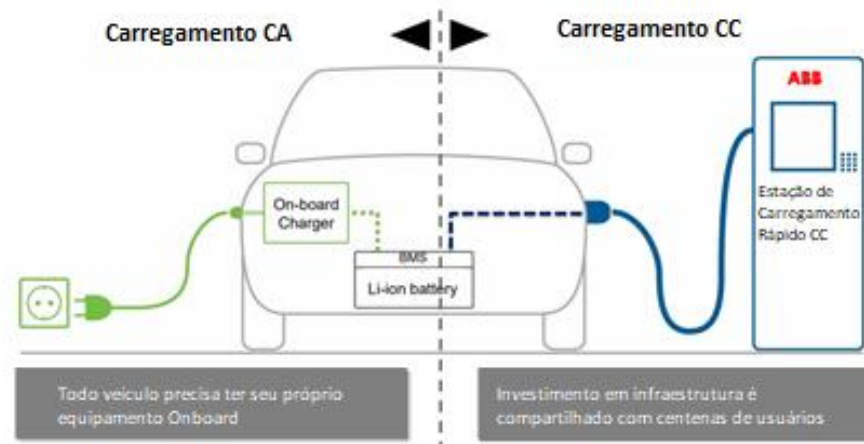 Carregamento CA
Carregamento CC
ABB
On-board
Charger
Estação de
Carregamento
Rápido CC
BMS
Li-ion battery
Todo veículo precisa ter seu próprio
equipamento Onboard
Investimento em infraestrutura é
compartilhado com centenas de usuários